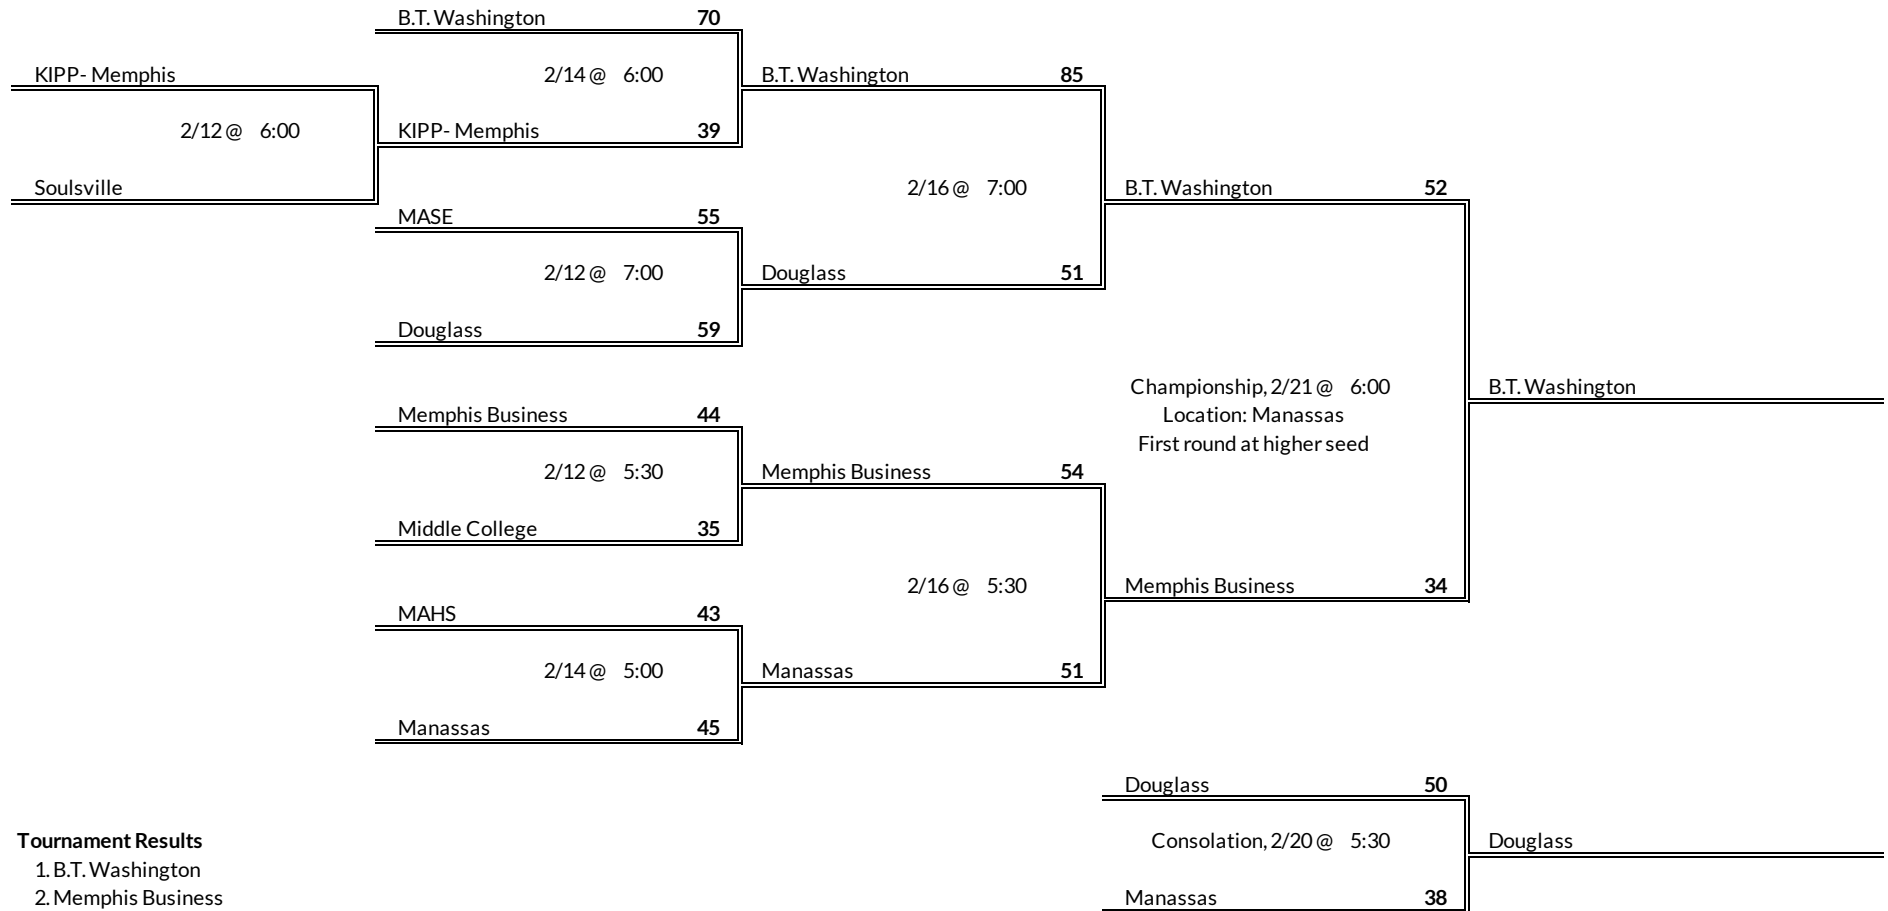 B.T. Washington 70
KIPP- Memphis 2/14 @ 6:00 B.T. Washington 85
2/12 @ 6:00 KIPP- Memphis 39
Soulsville 2/16 @ 7:00 B.T. Washington 52
MASE 55
2/12 @ 7:00 Douglass 51
Douglass 59
Championship, 2/21 @ 6:00 B.T. Washington
Memphis Business 44 Location: Manassas
First round at higher seed
2/12 @ 5:30 Memphis Business 54
Middle College 35
2/16 @ 5:30 Memphis Business 34
MAHS 43
2/14 @ 5:00 Manassas 51
Manassas 45
Douglass 50
Tournament Results Consolation, 2/20 @ 5:30 Douglass
1. B.T. Washington
2. Memphis Business Manassas 38